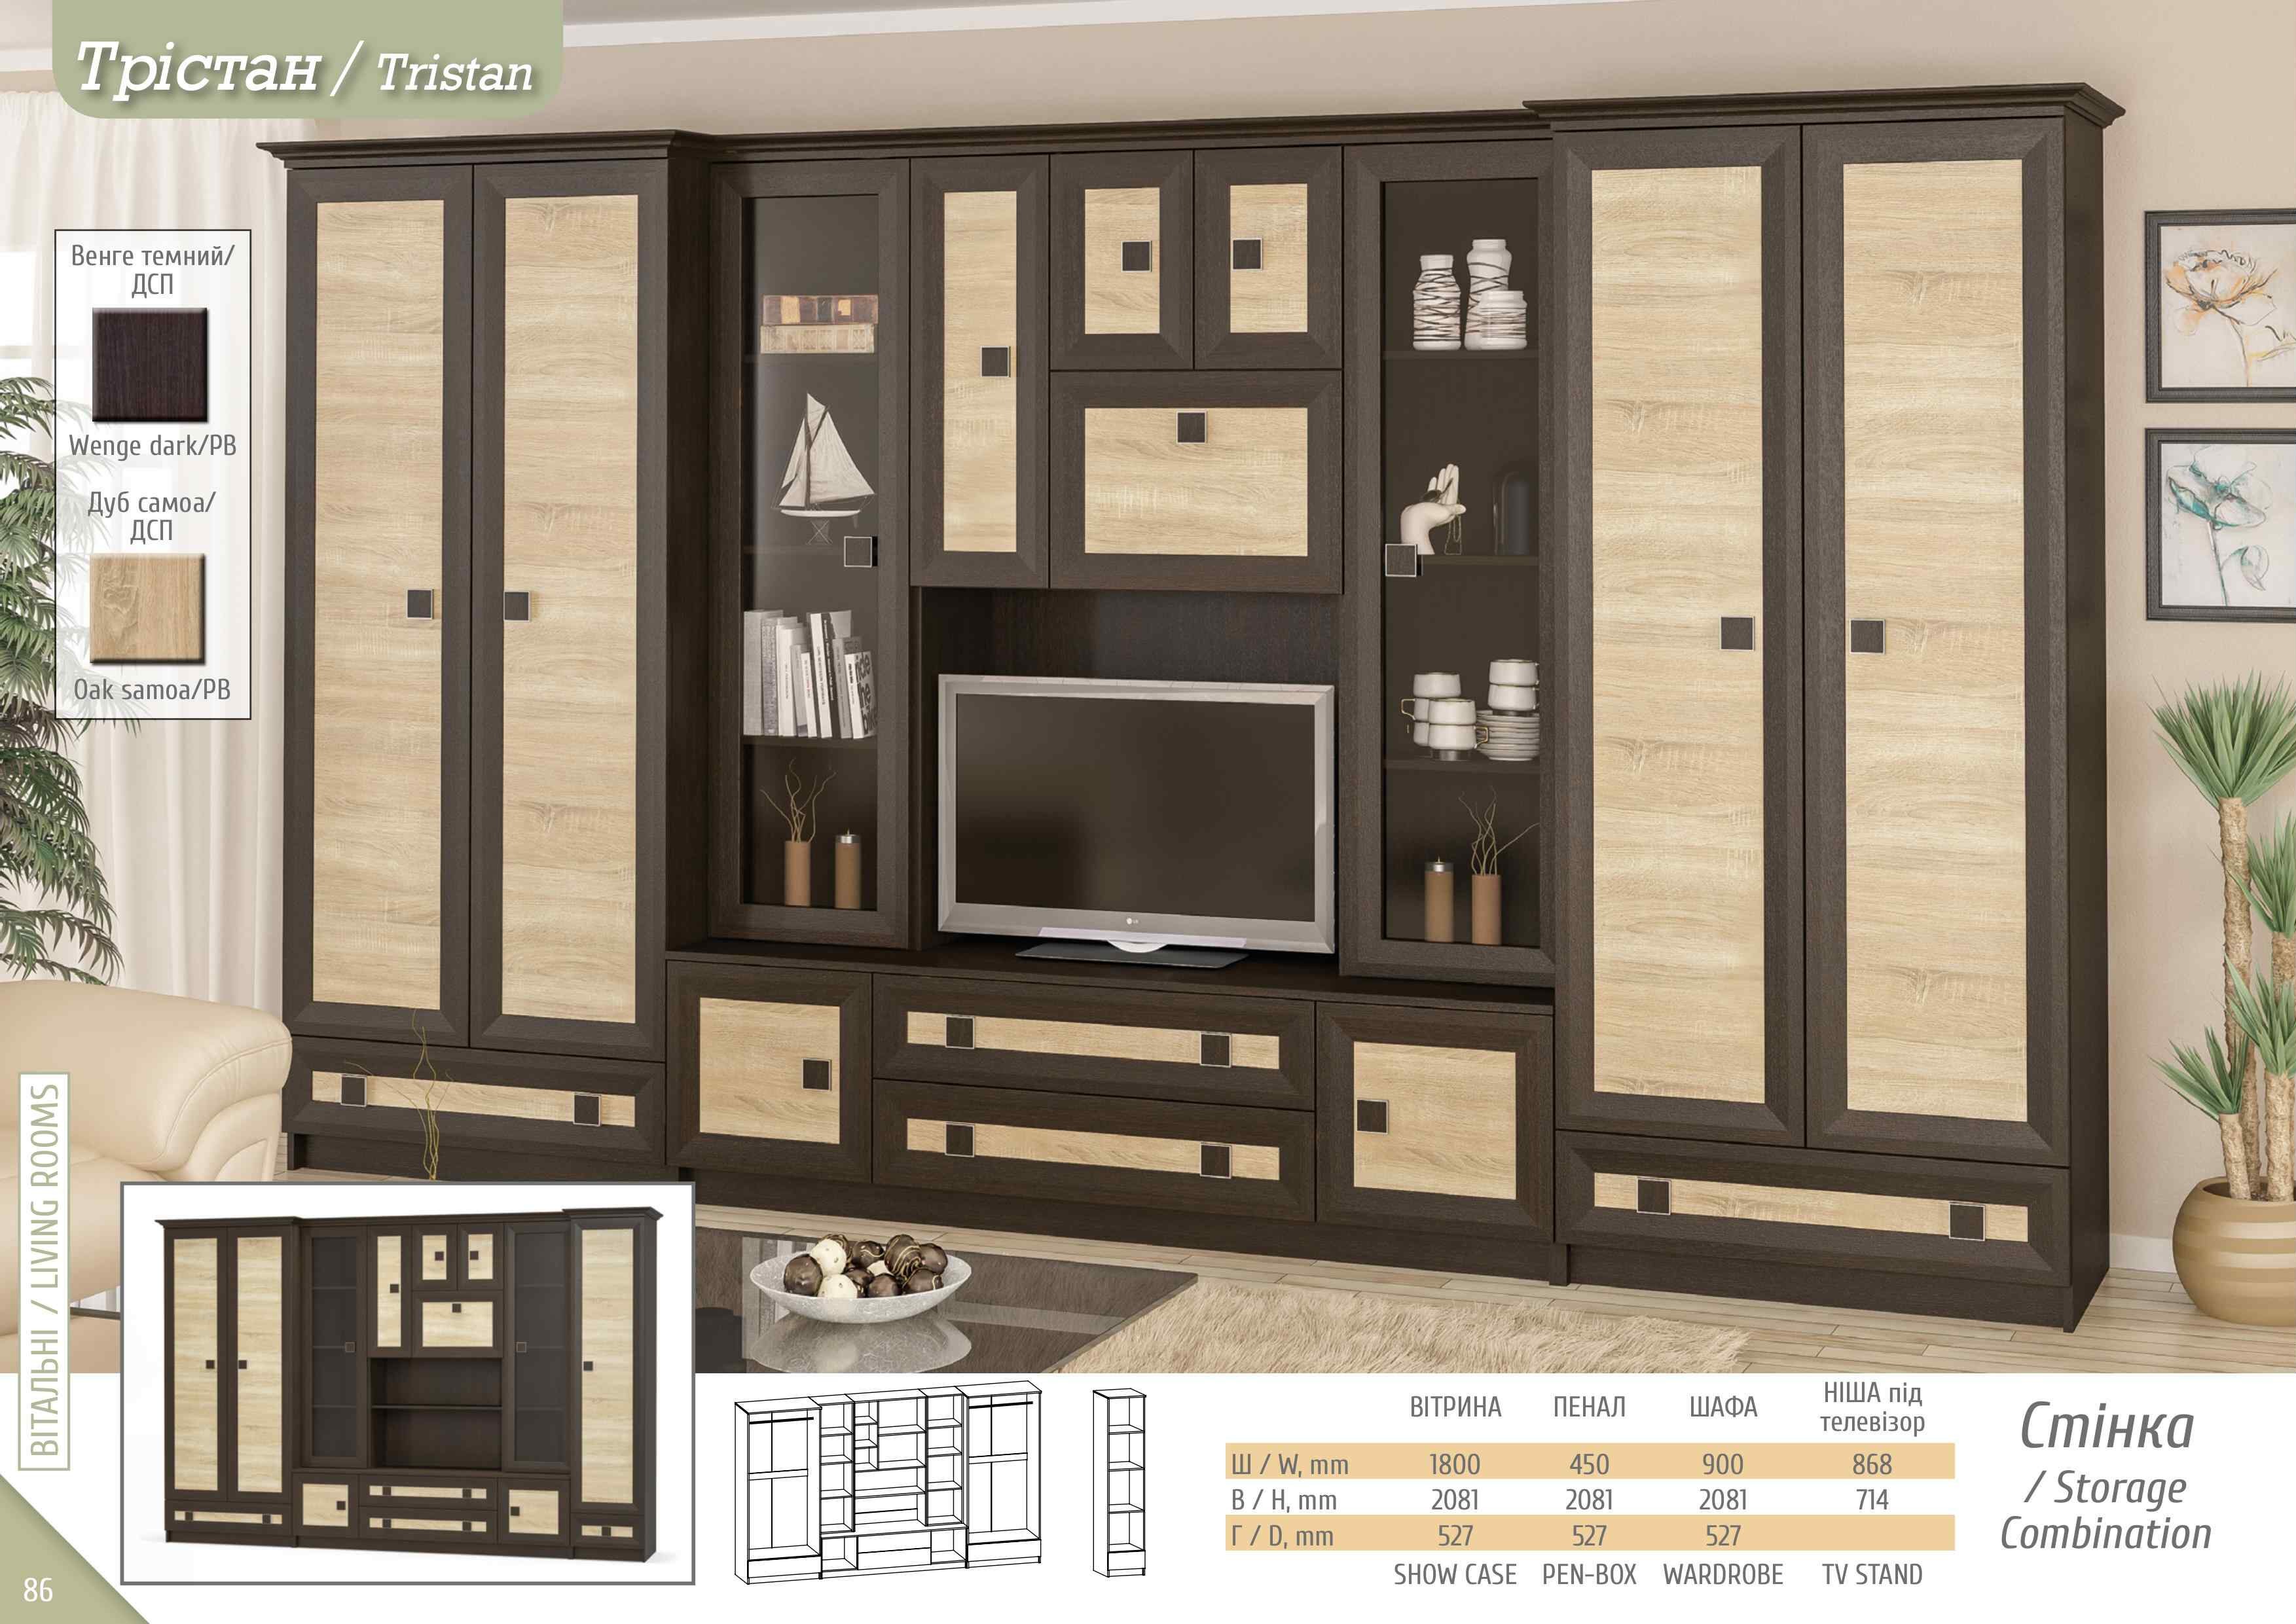 Трістан / Tristan
Венге темний/
ДСП
Wenge dark/PB
Дуб самоа/
ДСП
Oak samoa/PB
ВІТАЛЬНІ / LIVING ROOMS
LG
ВІТРИНА ПЕНАЛ ШАФА НІША під
телевізор
Ш / W, mm 1800 450 900 868
В / H, mm 2081 2081 2081 714
Г / D, mm 527 527 527
SHOW CASE PEN-BOX WARDROBE TV STAND
Стінка
/ Storage
Combination
86